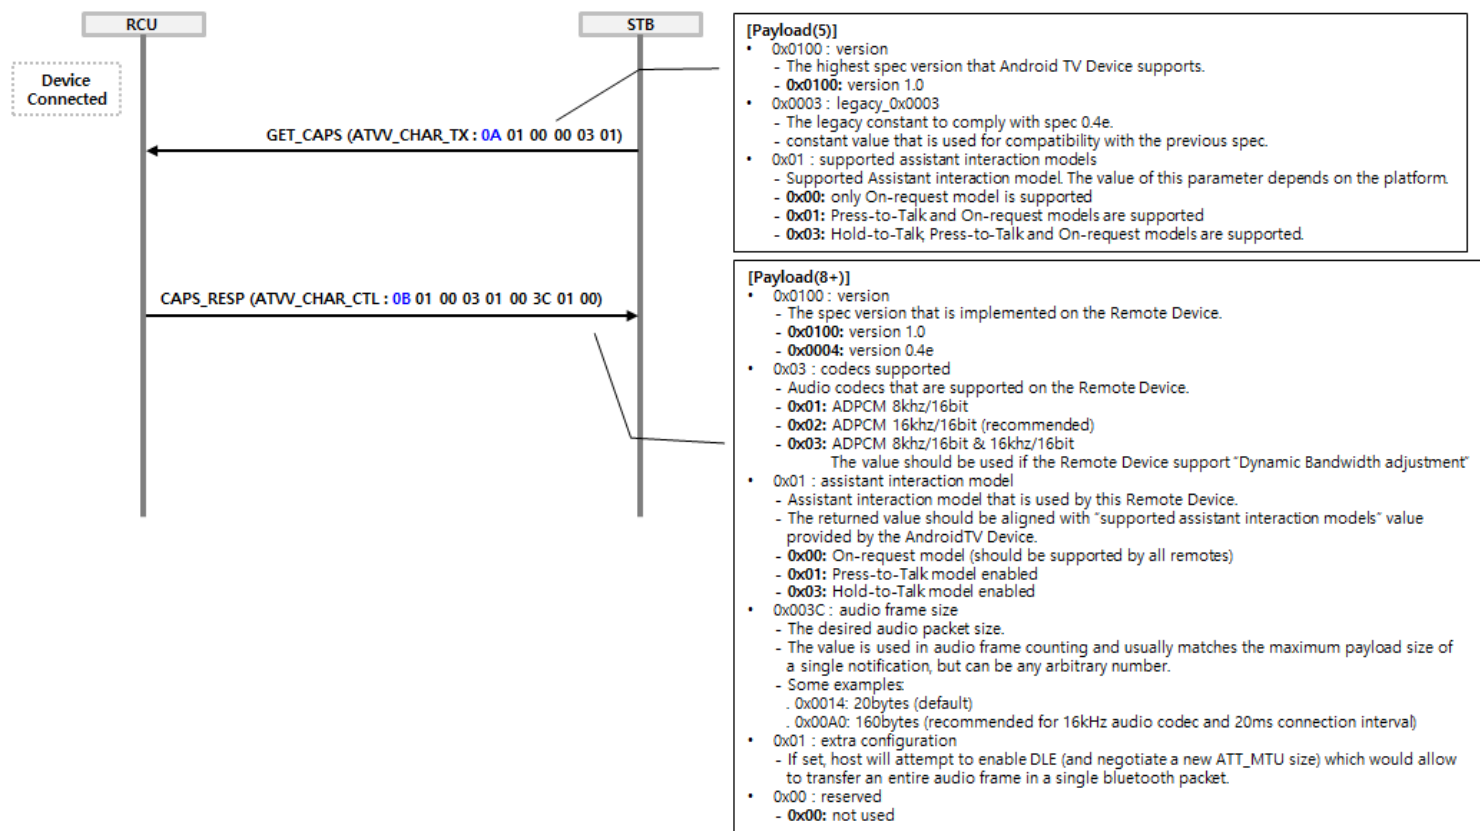 RCU
STB
Device
Connected
GET_CAPS (ATVV_CHAR_TX : 0A 01 00 00 03 01)
CAPS_RESP (ATVV_CHAR_CTL : 0B 01 00 03 01 00 3C 01 00)
[Payload(5)]
• 0x0100 : version
- The highest spec version that Android TV Device supports.
- 0x0100: version 1.0
• 0x0003 : legacy_0x0003
- The legacy constant to comply with spec 0.4e.
- constant value that is used for compatibility with the previous spec.
• 0x01 : supported assistant interaction models
- Supported Assistant interaction model. The value of this parameter depends on the platform.
- 0x00: only On-request model is supported
- 0x01: Press-to-Talk and On-request models are supported
- 0x03: Hold-to-Talk, Press-to-Talk and On-request models are supported.
[Payload(8+)]
• 0x0100 : version
- The spec version that is implemented on the Remote Device.
- 0x0100: version 1.0
- 0x0004: version 0.4e
• 0x03 : codecs supported
- Audio codecs that are supported on the Remote Device.
- 0x01: ADPCM 8khz/16bit
- 0x02: ADPCM 16khz/16bit (recommended)
- 0x03: ADPCM 8khz/16bit & 16khz/16bit
The value should be used if the Remote Device support "Dynamic Bandwidth adjustment"
• 0x01 : assistant interaction model
- Assistant interaction model that is used by this Remote Device.
- The returned value should be aligned with "supported assistant interaction models" value
provided by the AndroidTV Device.
- 0x00: On-request model (should be supported by all remotes)
- 0x01: Press-to-Talk model enabled
- 0x03: Hold-to-Talk model enabled
• 0x003C : audio frame size
- The desired audio packet size.
- The value is used in audio frame counting and usually matches the maximum payload size of
a single notification, but can be any arbitrary number.
- Some examples:
. 0x0014: 20bytes (default)
. 0x00A0: 160bytes (recommended for 16kHz audio codec and 20ms connection interval)
• 0x01 : extra configuration
- If set, host will attempt to enable DLE (and negotiate a new ATT_MTU size) which would allow
to transfer an entire audio frame in a single bluetooth packet.
• 0x00 : reserved
- 0x00: not used